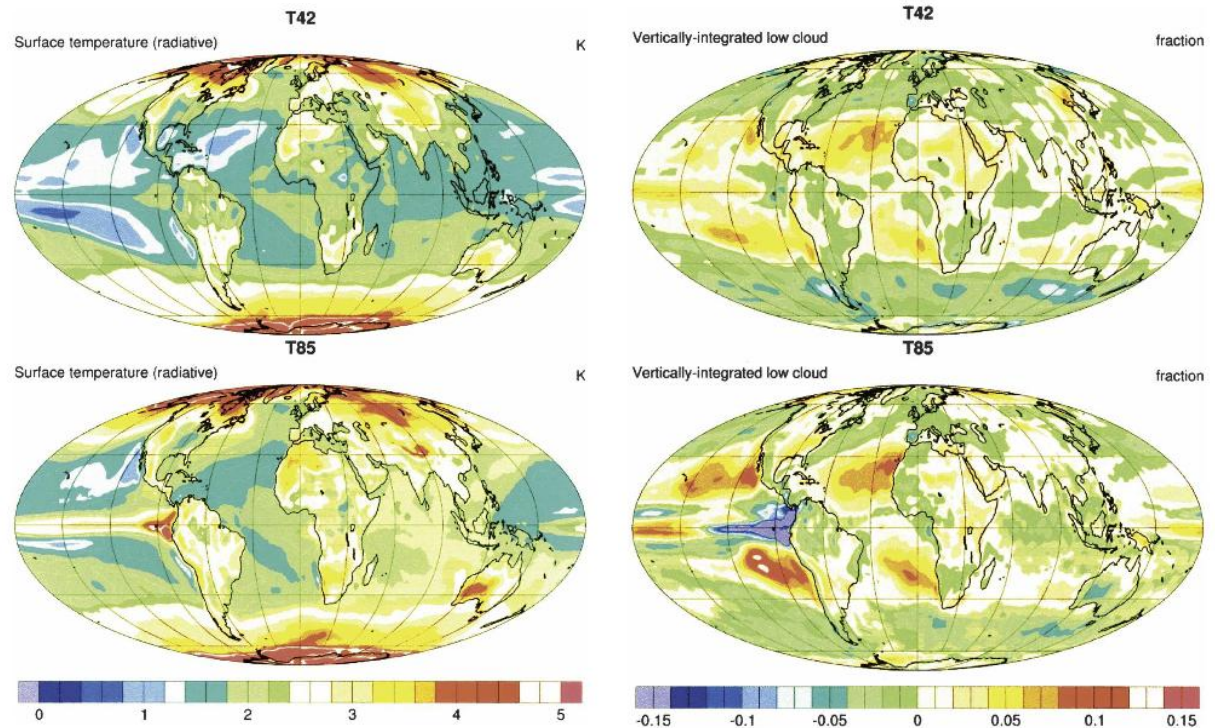 T42
Surface temperature (radiative) K
T42
Vertically-integrated low cloud fraction
T85
Surface temperature (radiative) K
T85
Vertically-integrated low cloud fraction
0 1 2 3 4 5
-0.15 -0.1 -0.05 0 0.05 0.1 0.15